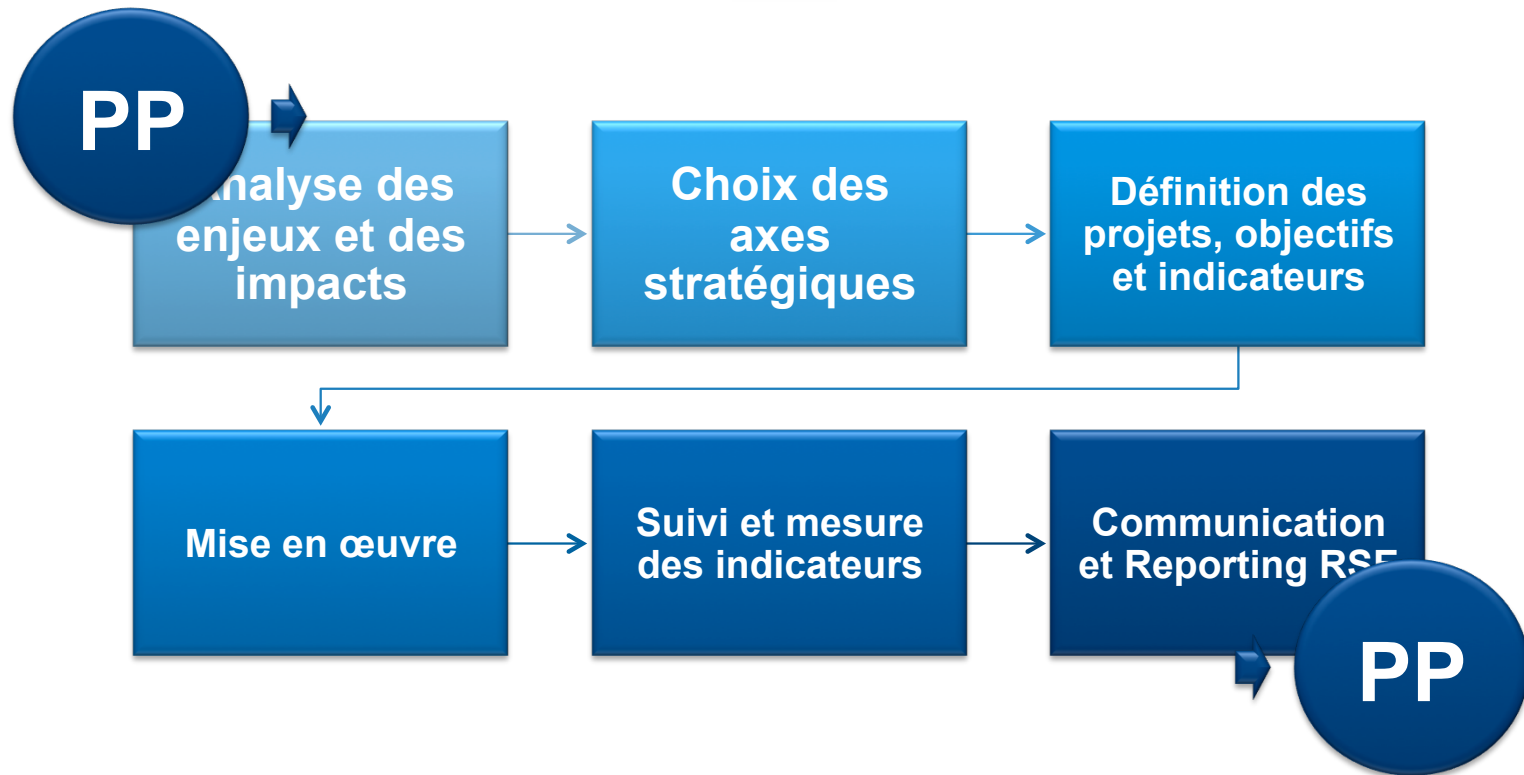 PP
Analyse des
enjeux et des
impacts
Choix des
axes
stratégiques
Définition des
projets, objectifs
et indicateurs
Mise en œuvre
Suivi et mesure
des indicateurs
Communication
et Reporting RSE
PP